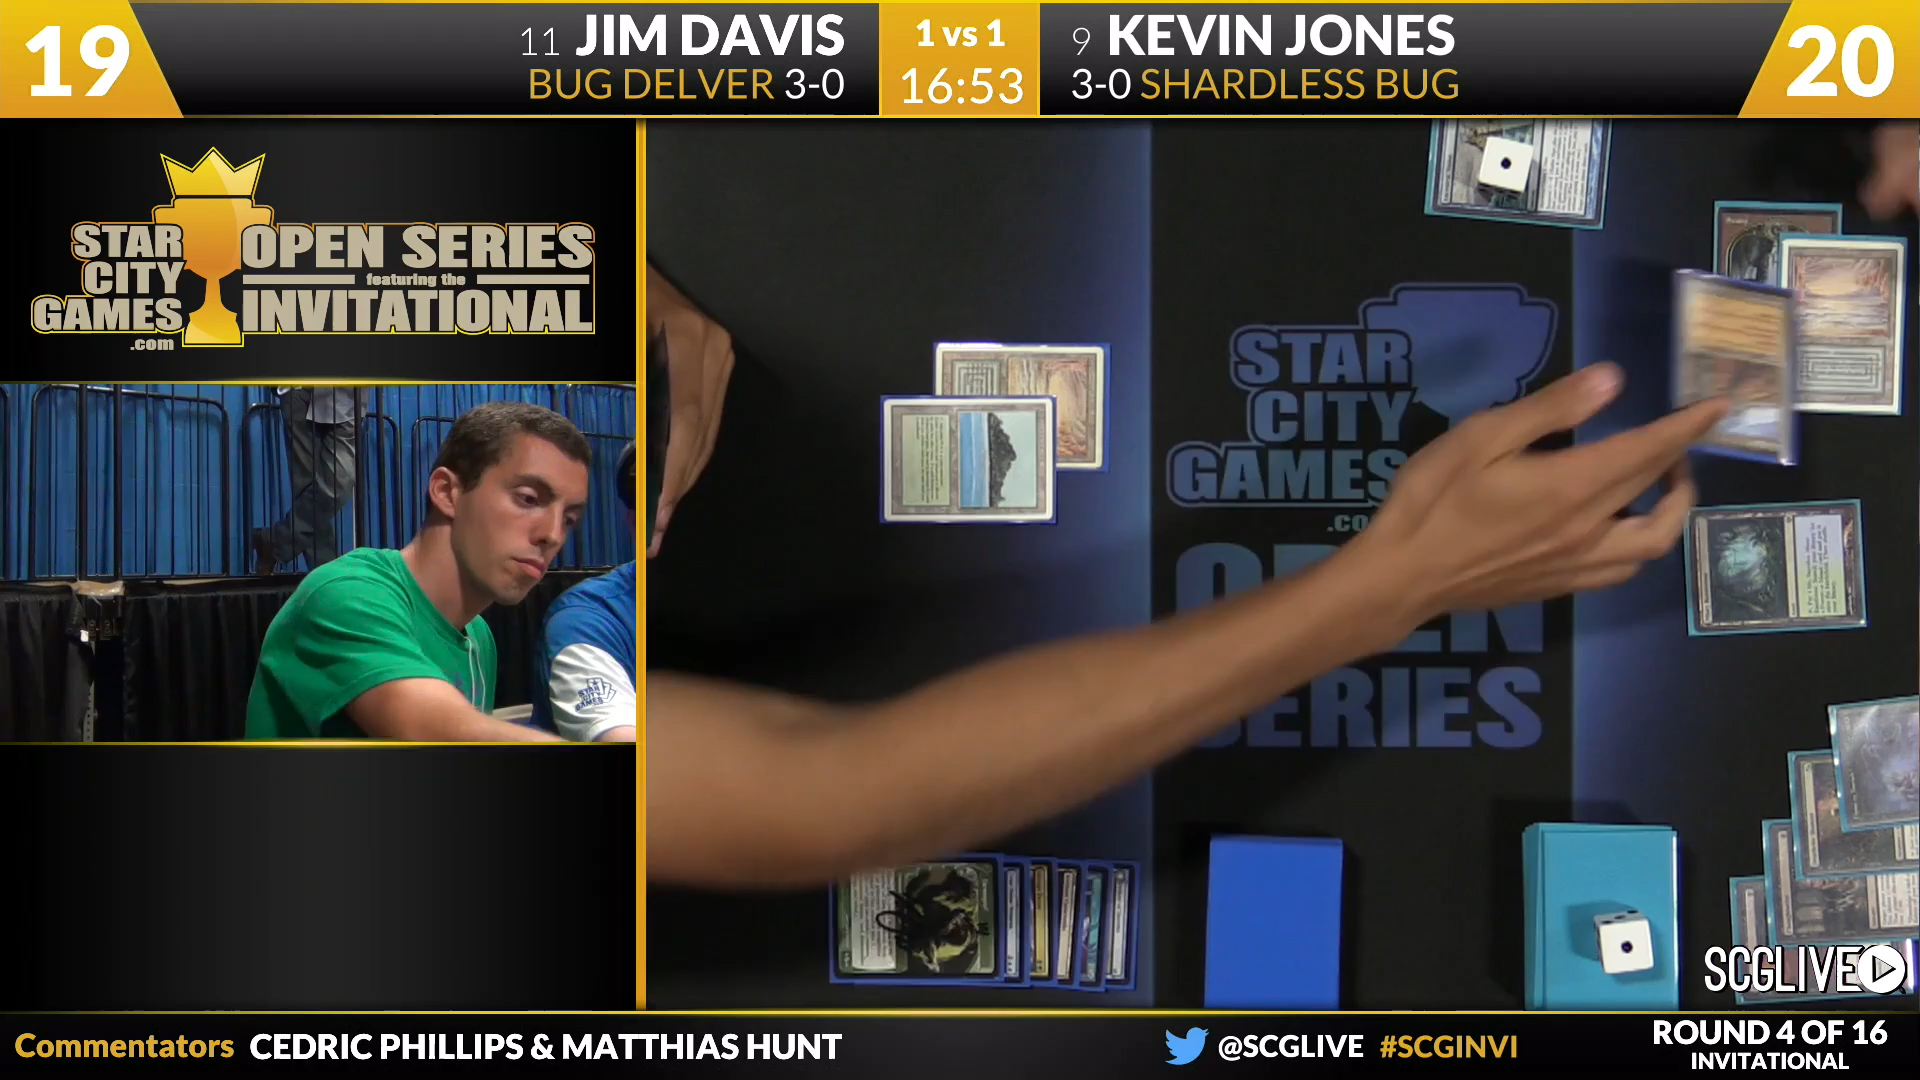 19
11 JIM DAVIS
BUG DELVER 3-0
1 vs 1
16:53
9 KEVIN JONES
3-0 SHARDLESS BUG
20
STAR CITY GAMES .com
OPEN SERIES
featuring the
INVITATIONAL
STAR
CITY
GAMES
.co
OPEN
SERIES
SCGLIVE
Commentators CEDRIC PHILLIPS & MATTHIAS HUNT
@SCGLIVE #SCGINVI
ROUND 4 OF 16
INVITATIONAL